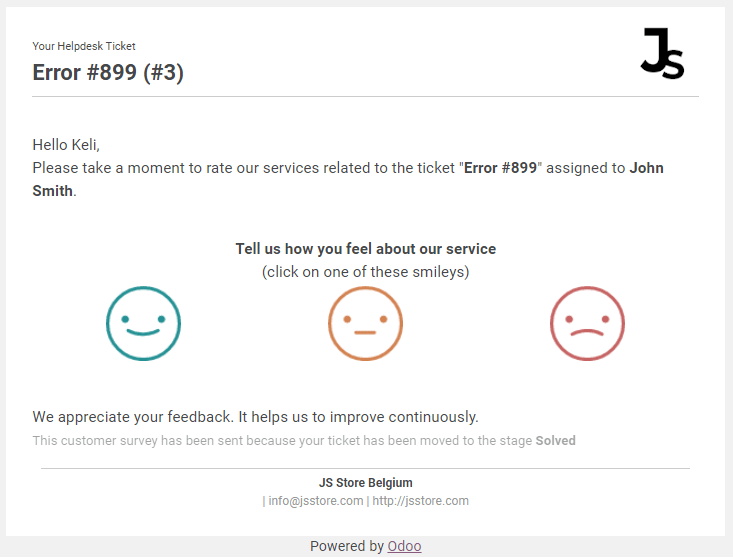 Your Helpdesk Ticket
Error #899 (#3)
JS
Hello Keli,
Please take a moment to rate our services related to the ticket "Error #899" assigned to John
Smith.
Tell us how you feel about our service
(click on one of these smileys)
We appreciate your feedback. It helps us to improve continuously.
This customer survey has been sent because your ticket has been moved to the stage Solved
JS Store Belgium
| info@jsstore.com | http://jsstore.com
Powered by Odoo